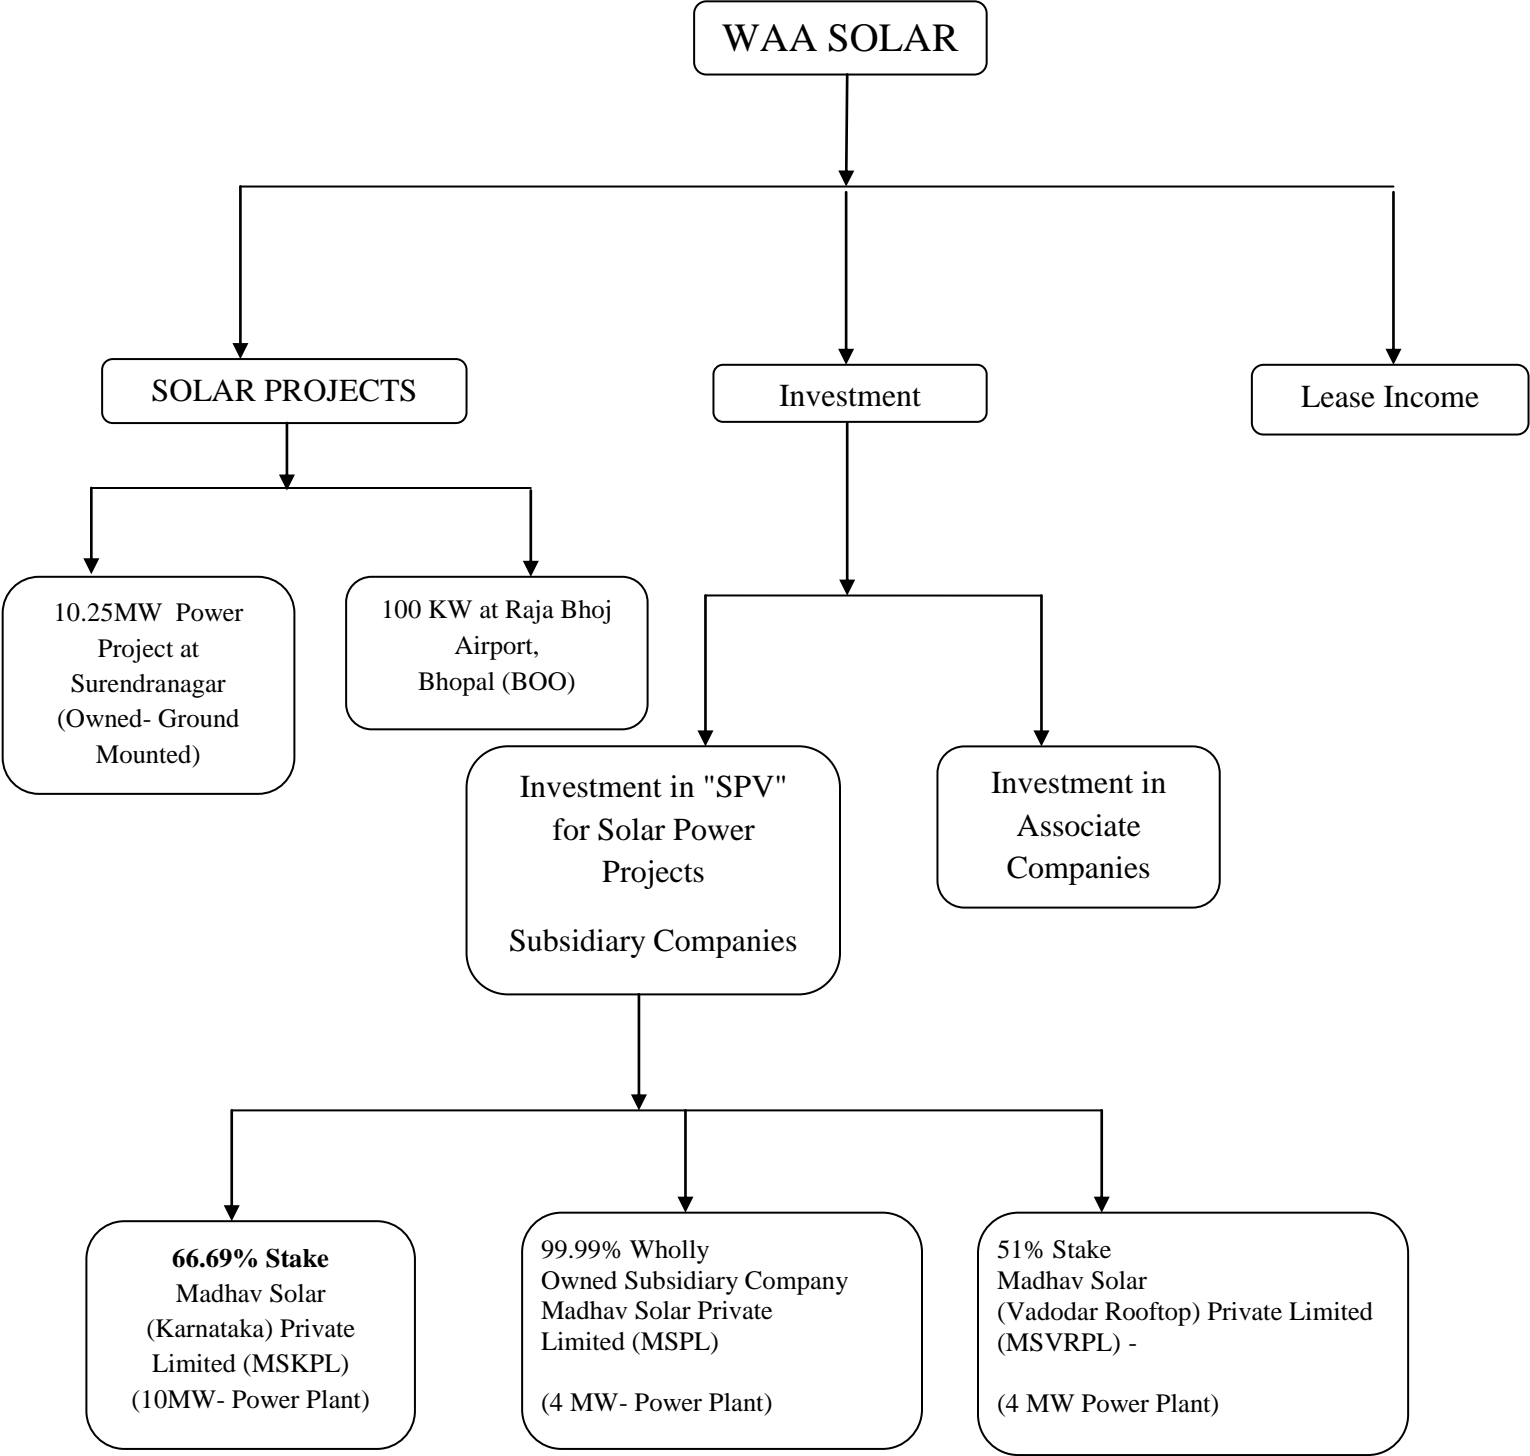 WAA SOLAR
SOLAR PROJECTS
Investment
Lease Income
10.25MW  Power
Project at
Surendranagar
(Owned- Ground
Mounted)
100 KW at Raja Bhoj
Airport,
Bhopal (BOO)
Investment in "SPV"
for Solar Power
Projects
Subsidiary Companies
Investment in
Associate
Companies
66.69% Stake
Madhav Solar
(Karnataka) Private
Limited (MSKPL)
(10MW- Power Plant)
99.99% Wholly
Owned Subsidiary Company
Madhav Solar Private
Limited (MSPL)
(4 MW- Power Plant)
51% Stake
Madhav Solar
(Vadodar Rooftop) Private Limited
(MSVRPL) -
(4 MW Power Plant)